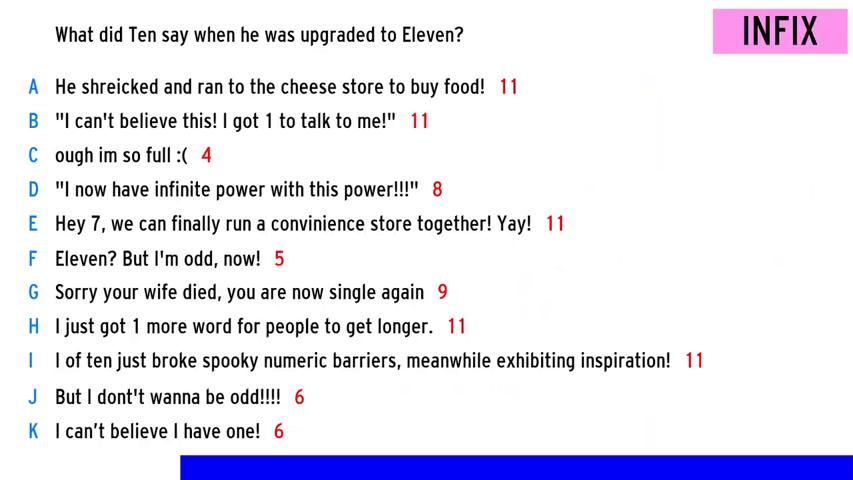 What did Ten say when he was upgraded to Eleven?
INFIX
A He shreicked and ran to the cheese store to buy food! 11
B "I can't believe this! I got 1 to talk to me!" 11
C ough im so full :( 4
D "I now have infinite power with this power!!!" 8
E Hey 7, we can finally run a convinience store together! Yay! 11
F Eleven? But I'm odd, now! 5
G Sorry your wife died, you are now single again 9
H I just got 1 more word for people to get longer. 11
I I of ten just broke spooky numeric barriers, meanwhile exhibiting inspiration! 11
J But I dont't wanna be odd!!!! 6
K I can’t believe I have one! 6